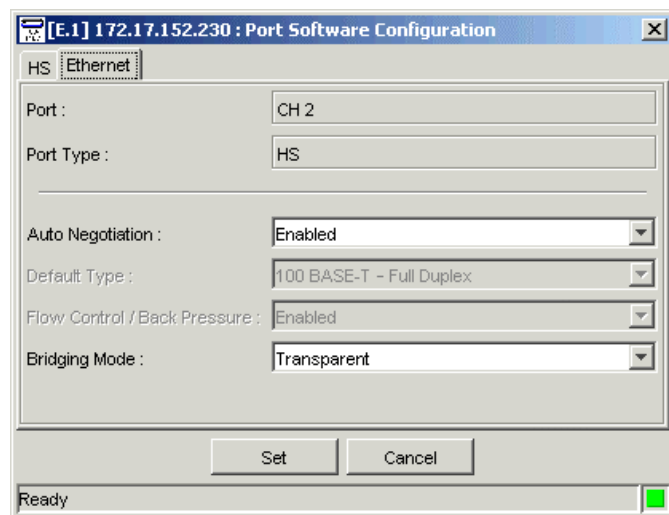 [E.1] 172.17.152.230 : Port Software Configuration
HS Ethernet
Port : CH 2
Port Type : HS
Auto Negotiation : Enabled
Default Type : 100 BASE-T - Full Duplex
Flow Control / Back Pressure : Enabled
Bridging Mode : Transparent
Set Cancel
Ready